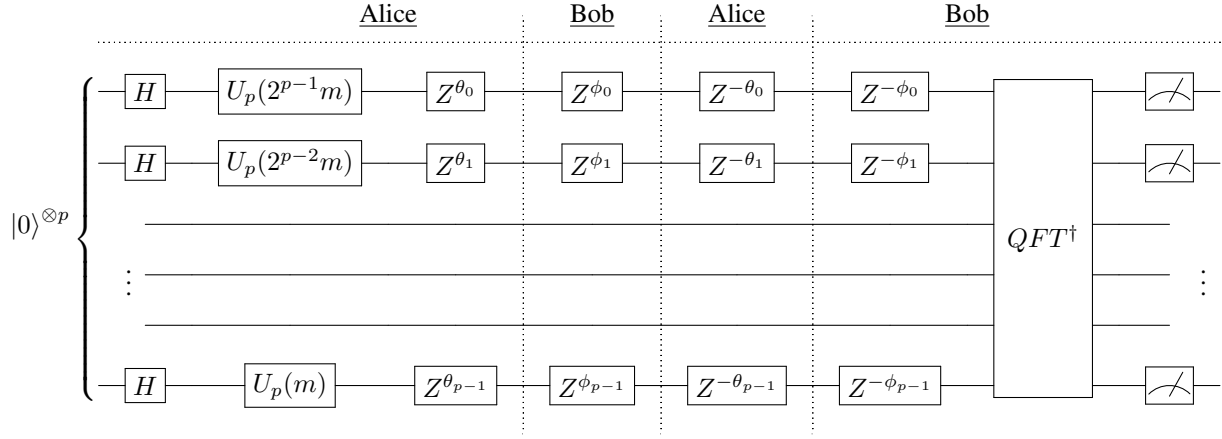 Alice Bob Alice Bob
H U_p(2^{p-1}m) Z^{θ_0} Z^{φ_0} Z^{-θ_0} Z^{-φ_0}
H U_p(2^{p-2}m) Z^{θ_1} Z^{φ_1} Z^{-θ_1} Z^{-φ_1}
|0⟩^{⊗p} QFT^†
⋮ ⋮
H U_p(m) Z^{θ_{p-1}} Z^{φ_{p-1}} Z^{-θ_{p-1}} Z^{-φ_{p-1}}